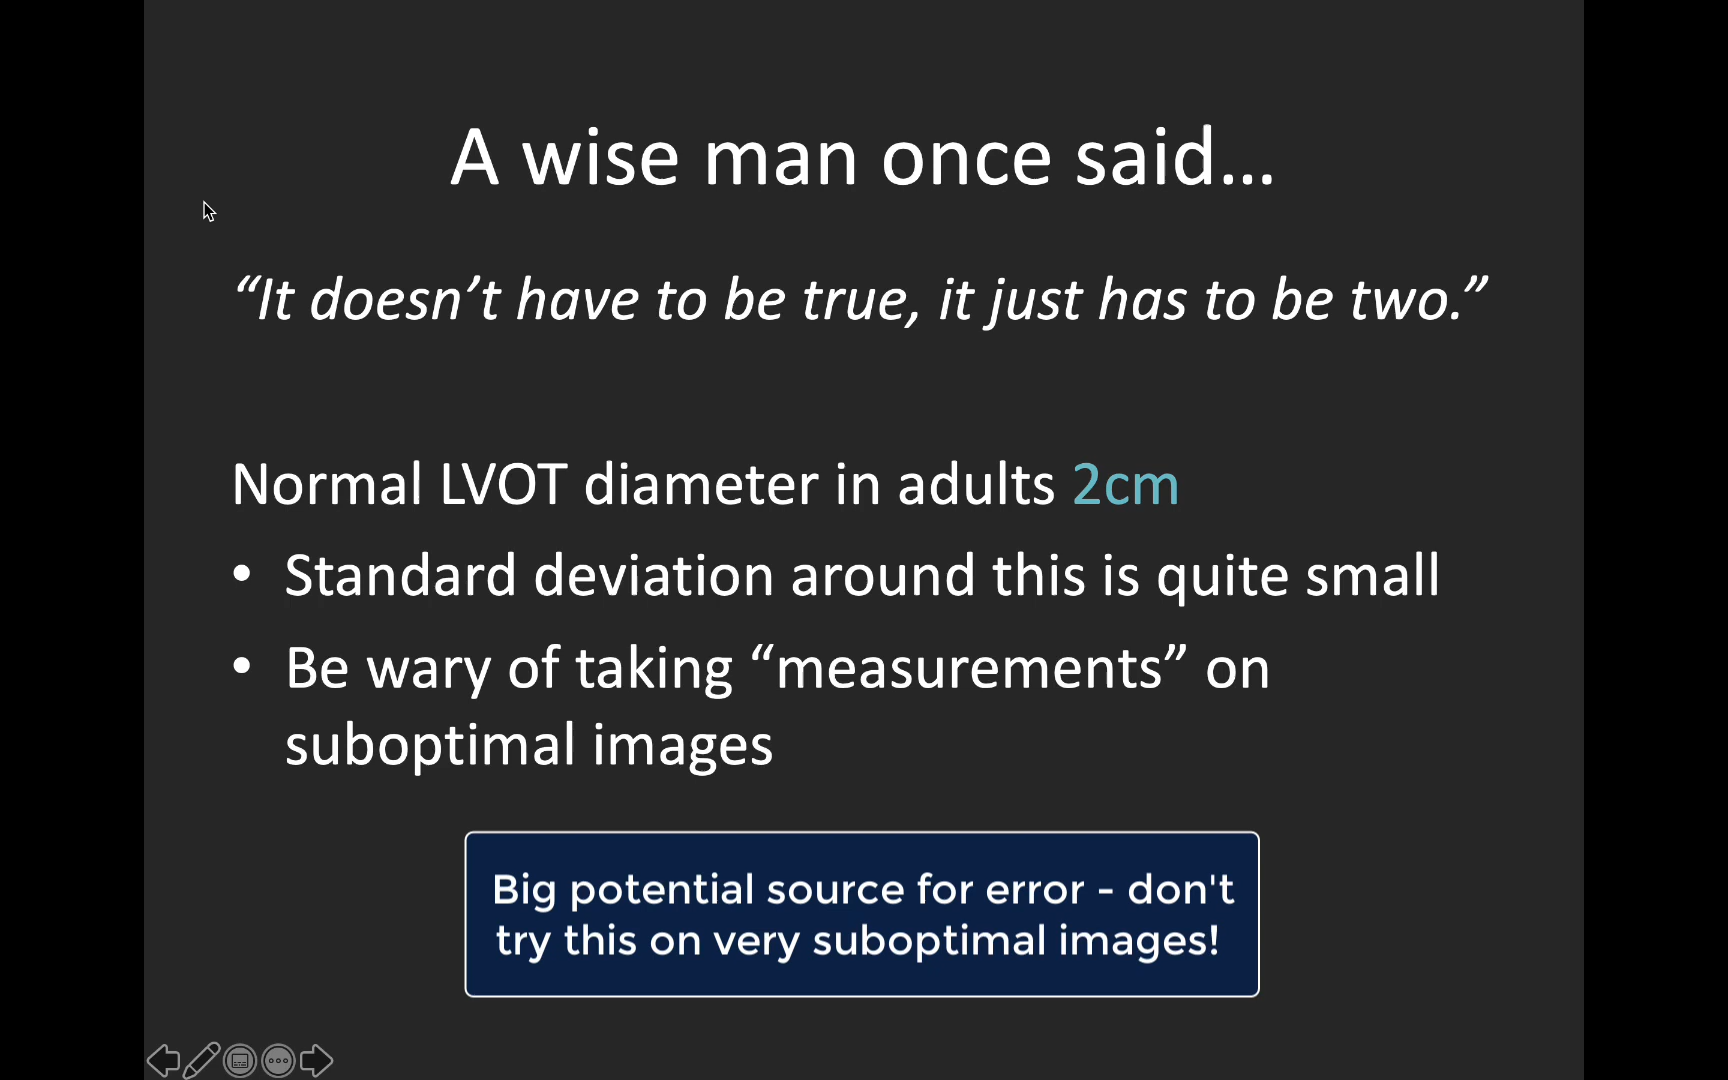 A wise man once said…
“It doesn’t have to be true, it just has to be two.”
Normal LVOT diameter in adults 2cm
• Standard deviation around this is quite small
• Be wary of taking “measurements” on
suboptimal images
Big potential source for error - don't
try this on very suboptimal images!